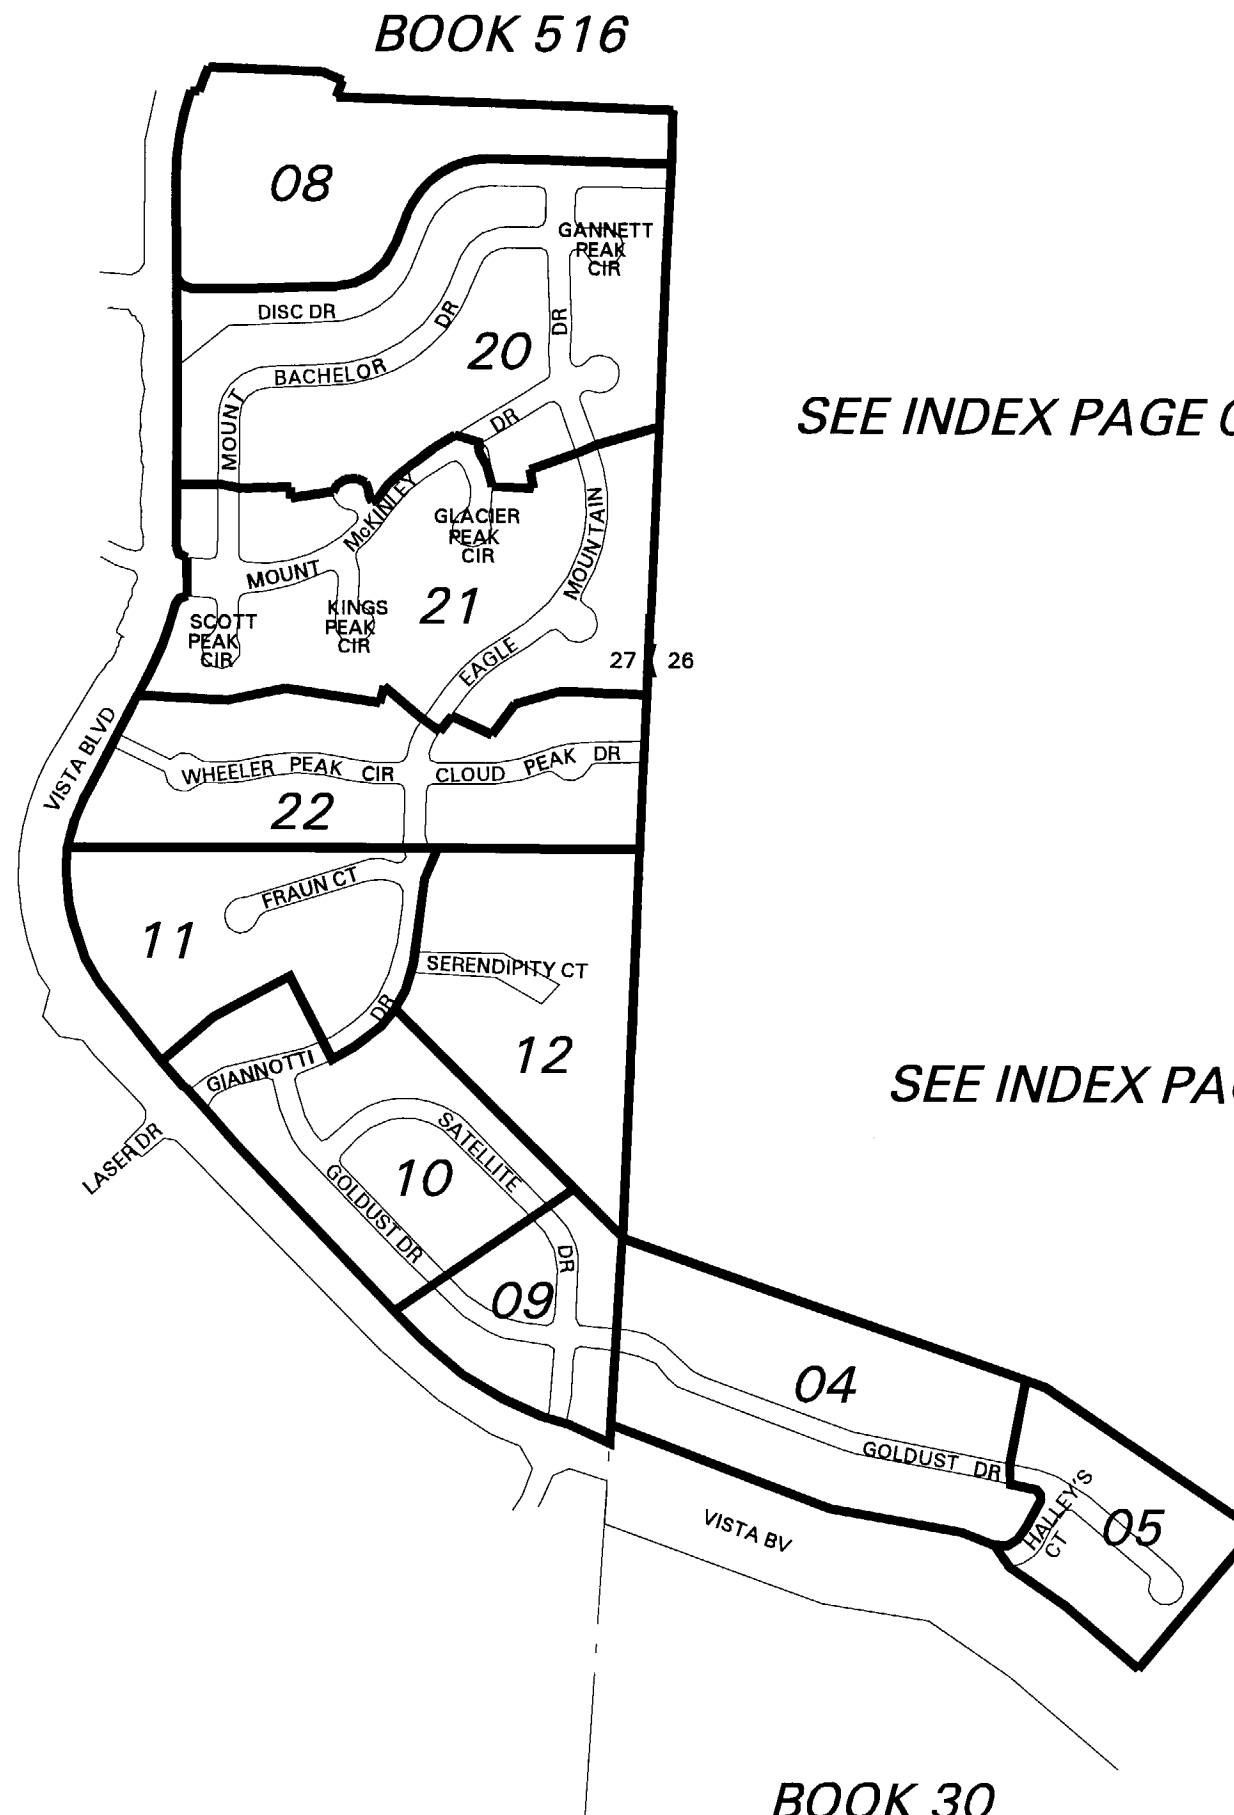 BOOK 516
08
GANNETT
PEAK
CIR
DISC DR
DR
DR
20
BACHELOR
MOUNT
SEE INDEX PAGE
DR
McKINLEY
GLACIER
PEAK
CIR
MOUNTAIN
MOUNT
21
KINGS
PEAK
CIR
SCOTT
PEAK
CIR
EAGLE
27 26
VISTA BLVD
WHEELER PEAK CIR
CLOUD PEAK DR
22
FRAUN CT
11
SERENDIPITY CT
DR
12
GIANNOTTI
SEE INDEX
LASER DR
SATELLITE
10
GOLDUST DR
DR
09
04
GOLDUST DR
HALLEY'S
CT
05
VISTA BV
BOOK 30